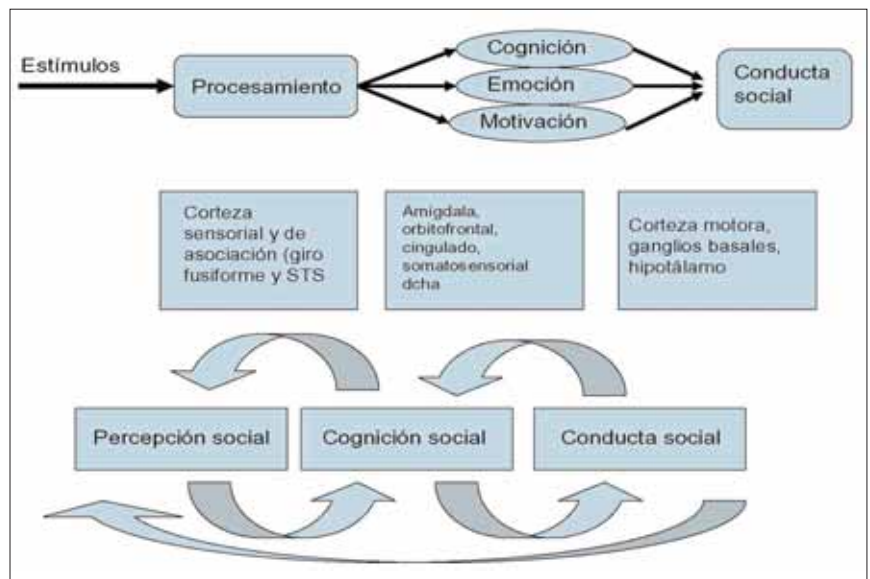 Estímulos
Procesamiento
Cognición
Emoción
Motivación
Conducta
social
Corteza
sensorial y de
asociación (giro
fusiforme y STS
Amígdala,
orbitofrontal,
cingulado,
somatosensorial
dcha
Corteza motora,
ganglios basales,
hipotálamo
Percepción social
Cognición social
Conducta social